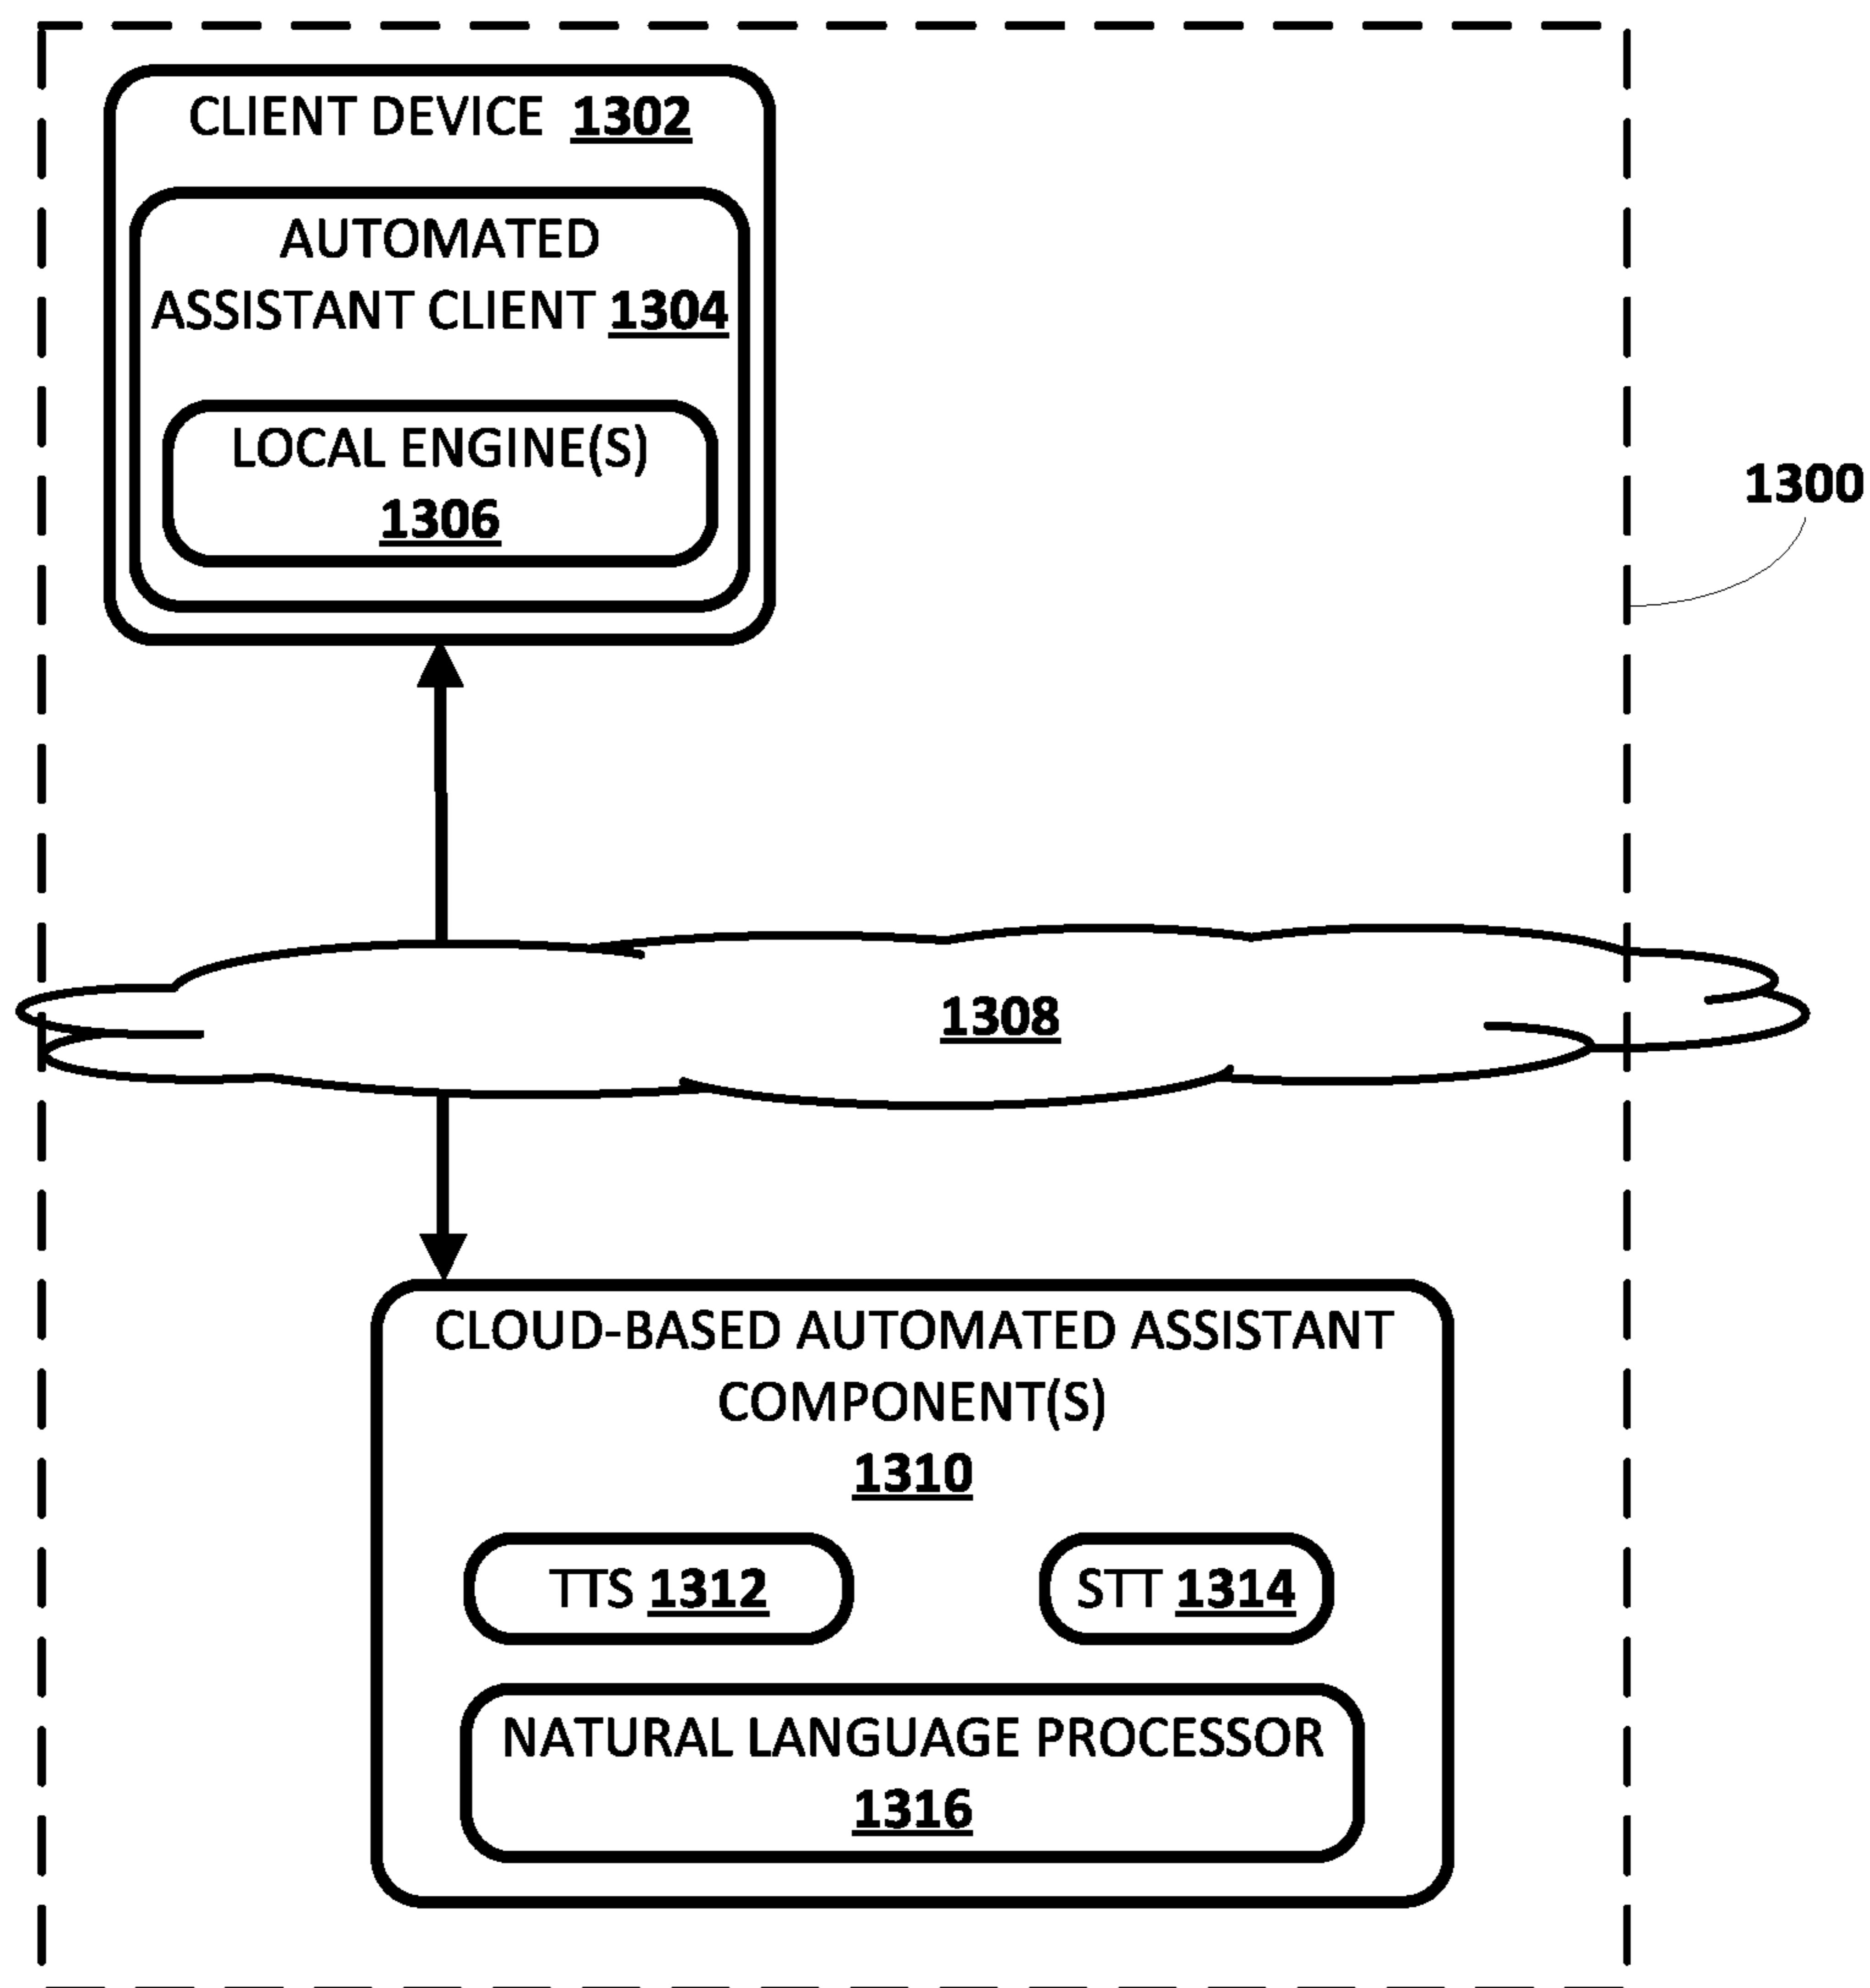 CLIENT DEVICE 1302
AUTOMATED
ASSISTANT CLIENT 1304
LOCAL ENGINE(S)
1306
1300
1308
CLOUD-BASED AUTOMATED ASSISTANT
COMPONENT(S)
1310
TTS 1312
STT 1314
NATURAL LANGUAGE PROCESSOR
1316